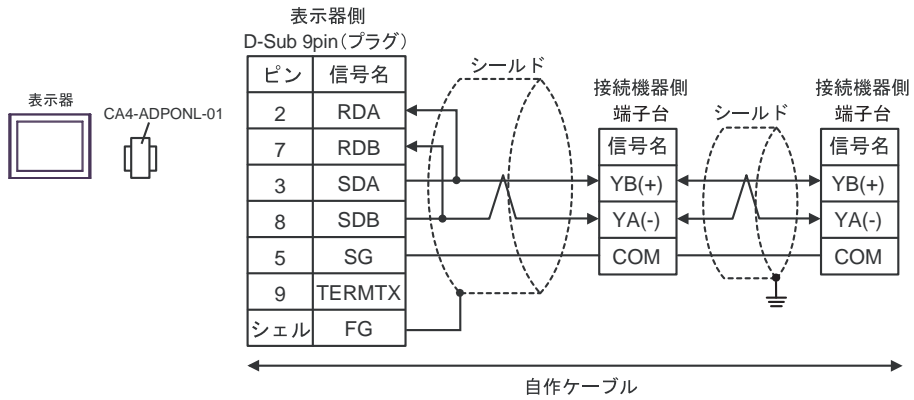 表示器
CA4-ADPONL-01
表示器側
D-Sub 9pin（プラグ）
ピン 信号名
2 RDA
7 RDB
3 SDA
8 SDB
5 SG
9 TERMTX
シェル FG
シールド
接続機器側
端子台
信号名
YB(+)
YA(-)
COM
シールド
接続機器側
端子台
信号名
YB(+)
YA(-)
COM
自作ケーブル